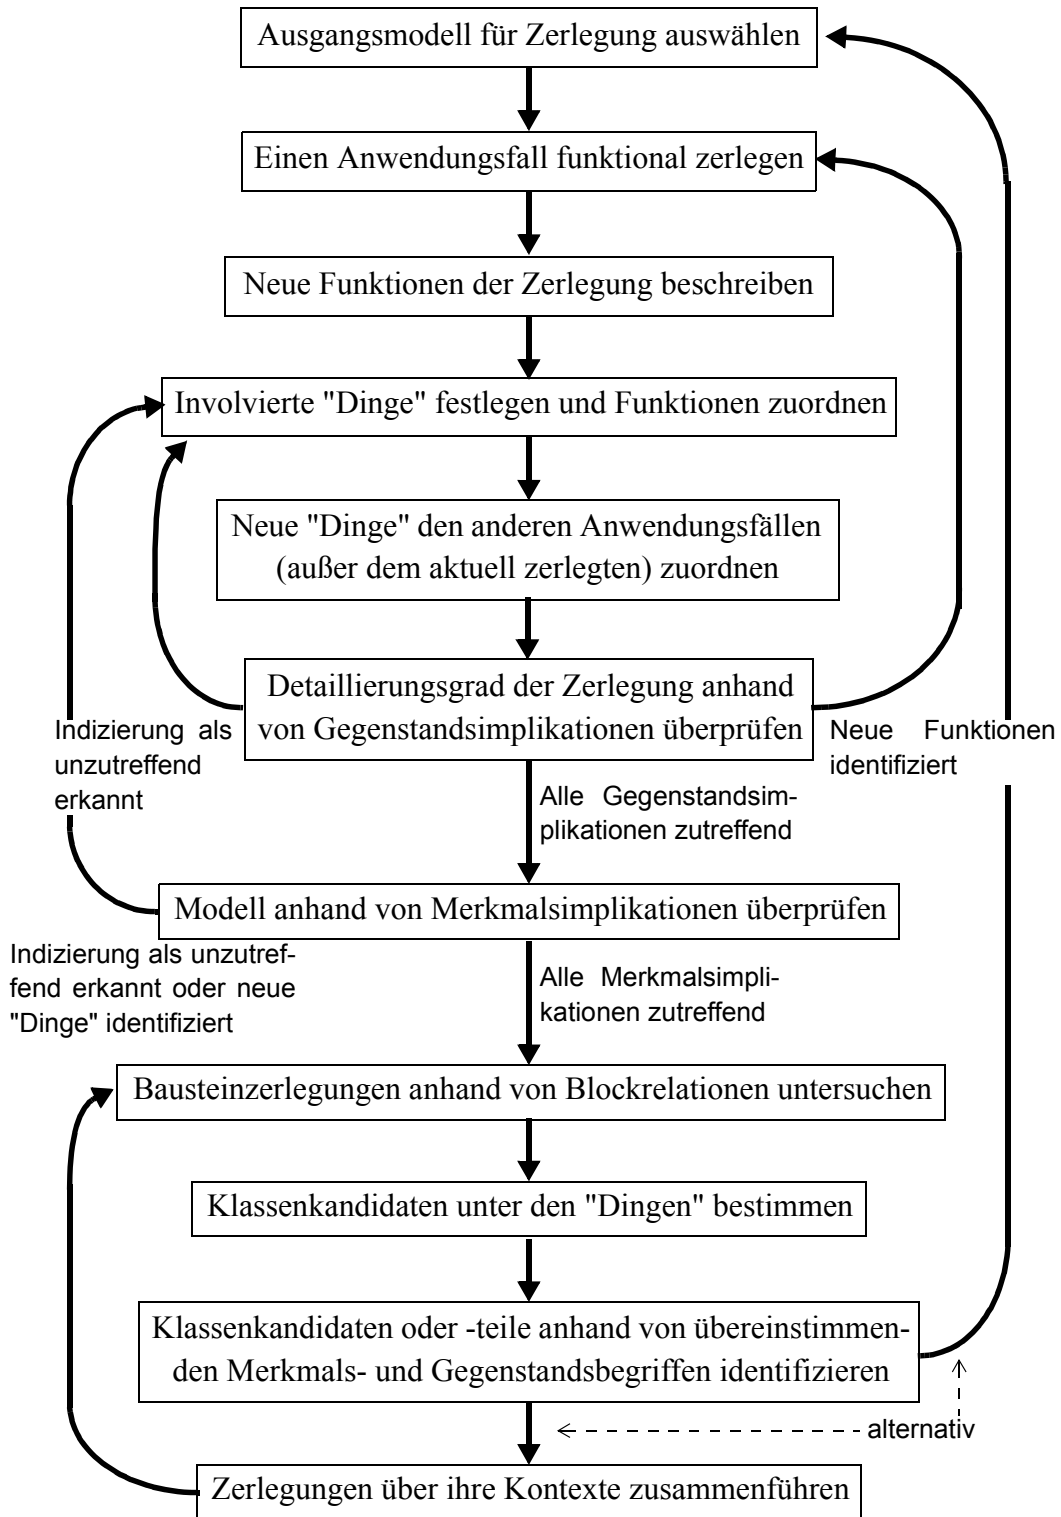 Ausgangsmodell für Zerlegung auswählen
Einen Anwendungsfall funktional zerlegen
Neue Funktionen der Zerlegung beschreiben
Involvierte "Dinge" festlegen und Funktionen zuordnen
Neue "Dinge" den anderen Anwendungsfällen
(außer dem aktuell zerlegten) zuordnen
Detaillierungsgrad der Zerlegung anhand
von Gegenstandsimplikationen überprüfen
Indizierung als
unzutreffend
erkannt
Neue Funktionen
identifiziert
Alle Gegenstandsim-
plikationen zutreffend
Modell anhand von Merkmalsimplikationen überprüfen
Indizierung als unzutref-
fend erkannt oder neue
"Dinge" identifiziert
Alle Merkmalsimpli-
kationen zutreffend
Bausteinzerlegungen anhand von Blockrelationen untersuchen
Klassenkandidaten unter den "Dingen" bestimmen
Klassenkandidaten oder -teile anhand von übereinstimmen-
den Merkmals- und Gegenstandsbegriffen identifizieren
alternativ
Zerlegungen über ihre Kontexte zusammenführen